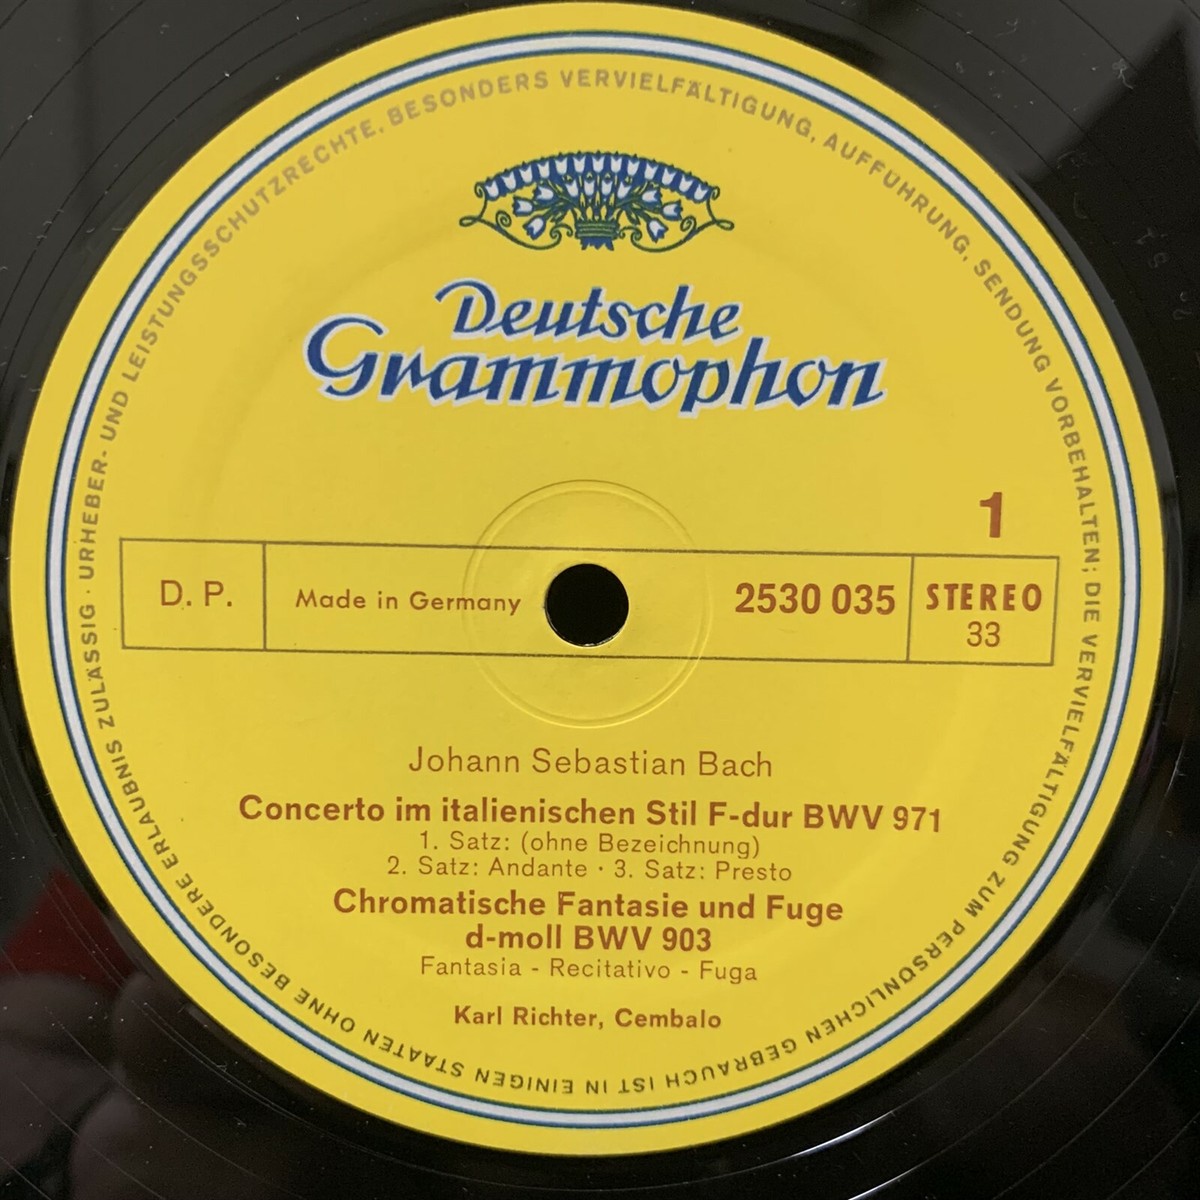 URHEBER- UND LEISTUNGSSCHUTZRECHTE, BESONDERS VERVIELFÄLTIGUNG, AUFFÜHRUNG, SENDUNG VORBEHALTEN; DIE VERVIELFÄLTIGUNG ZUM PERSÖNLICHEN GEBRAUCH IST IN EINIGEN STAATEN OHNE BESONDERE ERLAUBNIS ZULÄSSIG ·
Deutsche
Grammophon
1
D. P.
Made in Germany
2530 035
STEREO
33
Johann Sebastian Bach
Concerto im italienischen Stil F-dur BWV 971
1. Satz: (ohne Bezeichnung)
2. Satz: Andante · 3. Satz: Presto
Chromatische Fantasie und Fuge
d-moll BWV 903
Fantasia - Recitativo - Fuga
Karl Richter, Cembalo